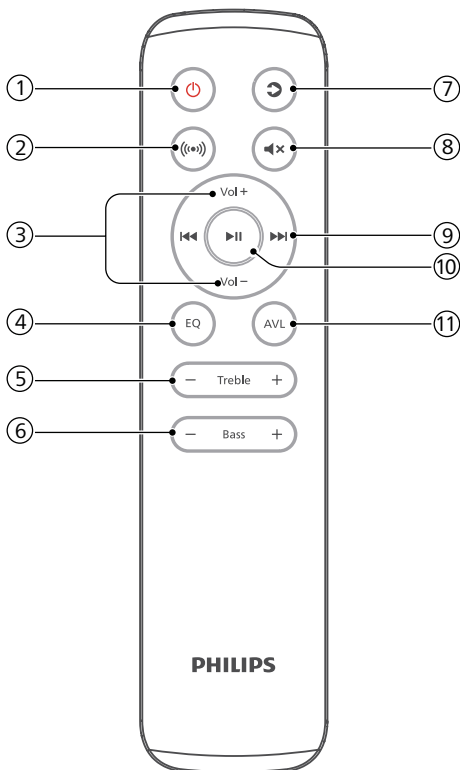 ① ⑦
② ⑧
Vol+
③ ⑨
⑩
Vol−
④ EQ AVL ⑪
⑤ − Treble +
⑥ − Bass +
PHILIPS